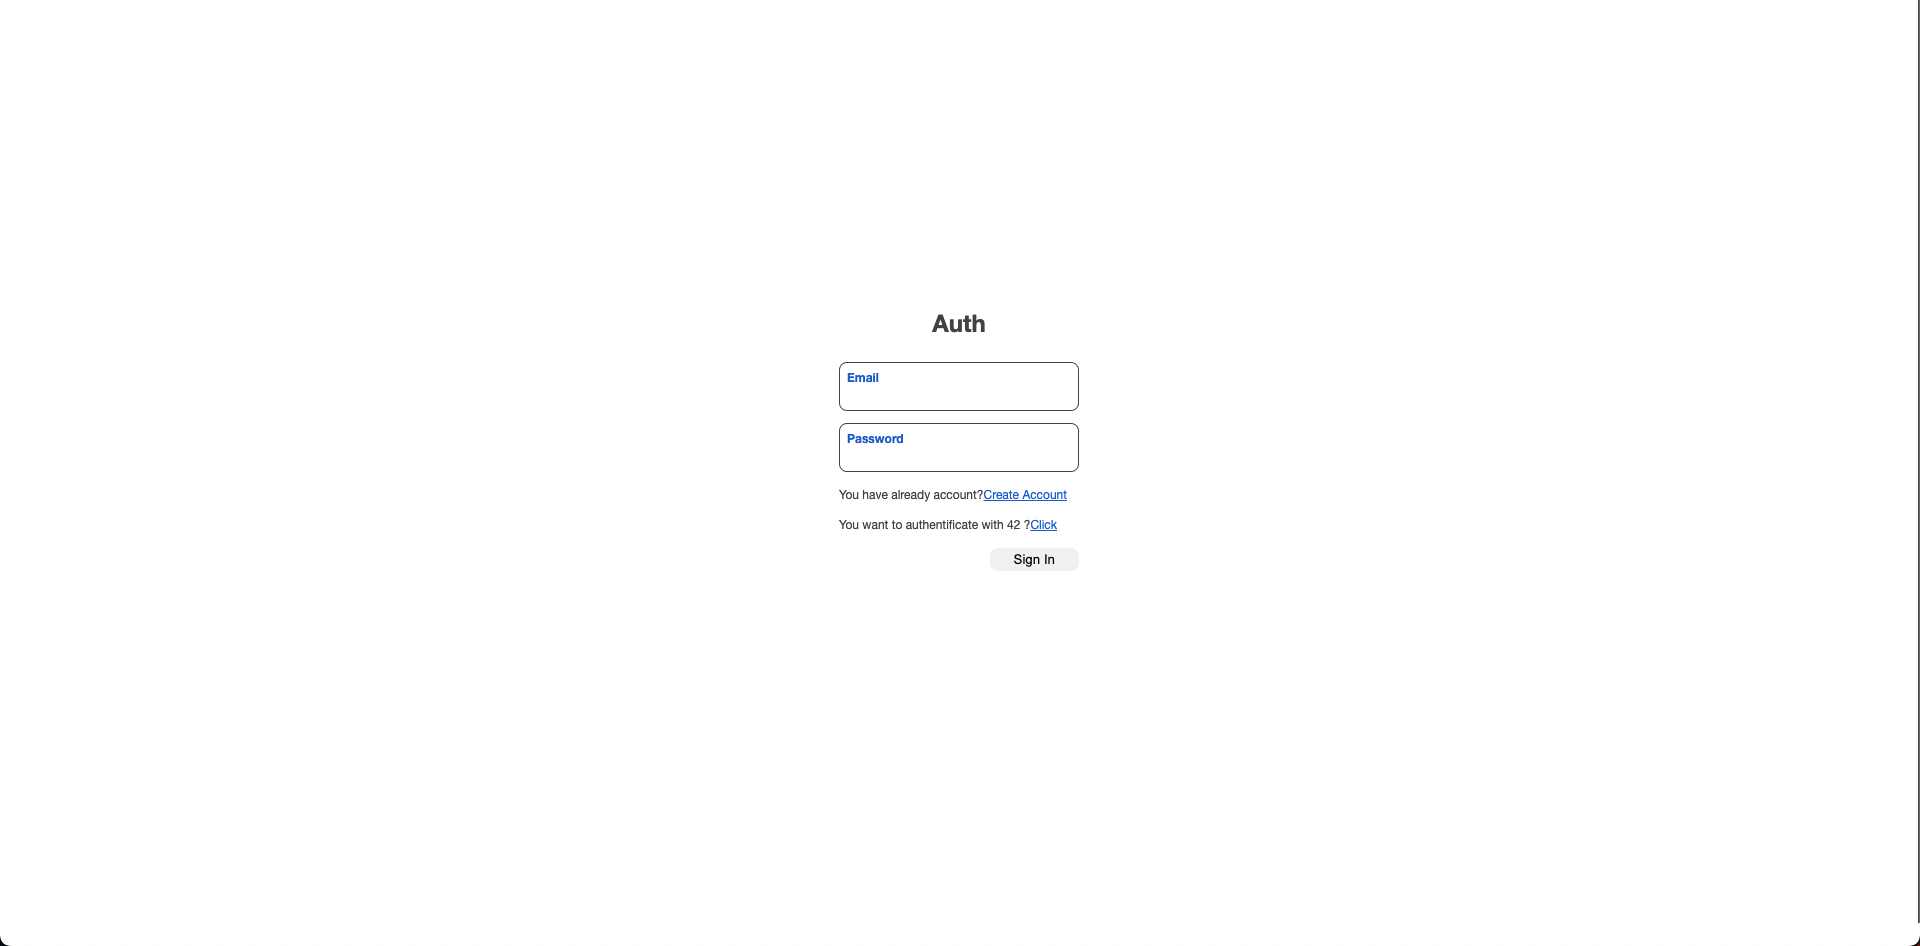 Auth
Email
Password
You have already account?Create Account
You want to authentificate with 42 ?Click
Sign In